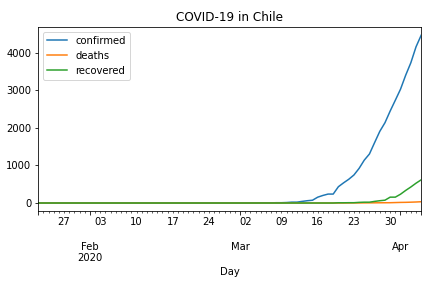 COVID-19 in Chile
confirmed
deaths
recovered
4000
3000
2000
1000
0
27 03 10 17 24 02 09 16 23 30
Feb Mar Apr
2020
Day